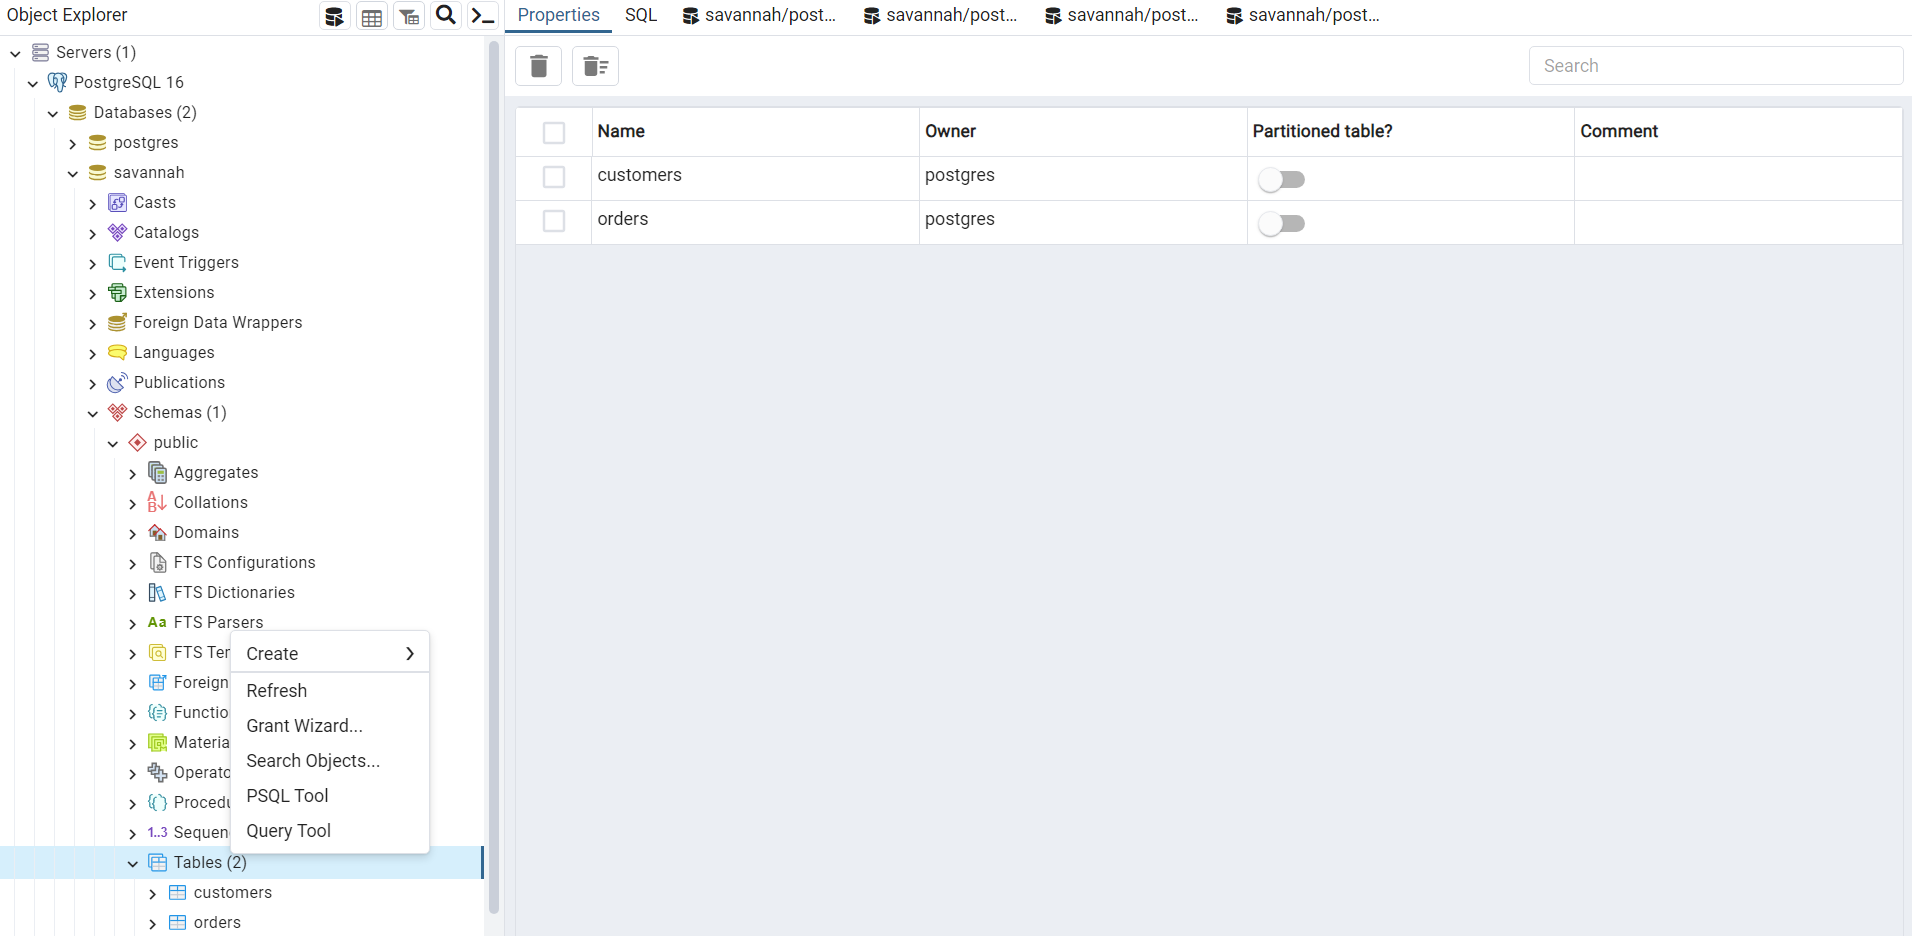 Object Explorer
Properties
SQL
savannah/post...
savannah/post...
savannah/post...
savannah/post...
Servers (1)
PostgreSQL 16
Databases (2)
postgres
savannah
Casts
Catalogs
Event Triggers
Extensions
Foreign Data Wrappers
Languages
Publications
Schemas (1)
public
Aggregates
Collations
Domains
FTS Configurations
FTS Dictionaries
Aa FTS Parsers
FTS Ter
Foreign
Functio
Materia
Operato
Procedu
1..3 Sequen
Tables (2)
customers
orders
Create
Refresh
Grant Wizard...
Search Objects...
PSQL Tool
Query Tool
Search
Name Owner Partitioned table? Comment
customers postgres
orders postgres